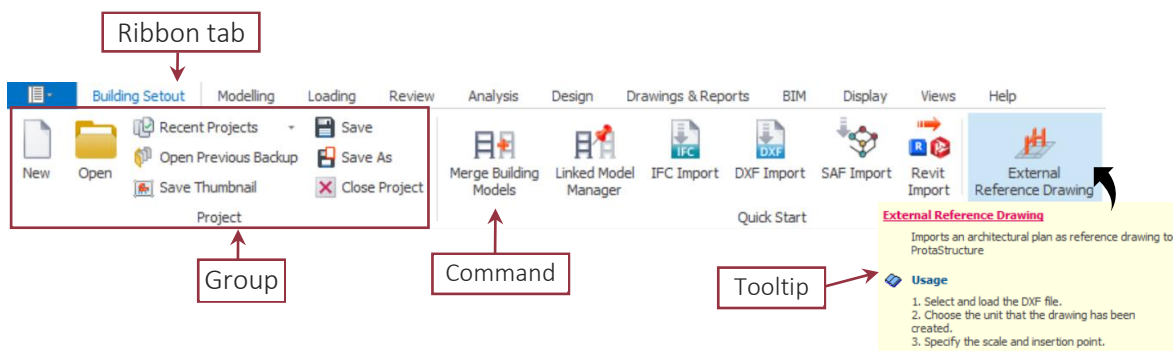 Ribbon tab
Building Setout Modelling Loading Review Analysis Design Drawings & Reports BIM Display Views Help
New
Open
Recent Projects
Open Previous Backup
Save Thumbnail
Save
Save As
Close Project
Project
Merge Building
Models
Linked Model
Manager
IFC
IFC Import
DXF
DXF Import
SAF Import
R
Revit
Import
External
Reference Drawing
Quick Start
Group
Command
Tooltip
External Reference Drawing
Imports an architectural plan as reference drawing to
ProtaStructure
Usage
1. Select and load the DXF file.
2. Choose the unit that the drawing has been
created.
3. Specify the scale and insertion point.